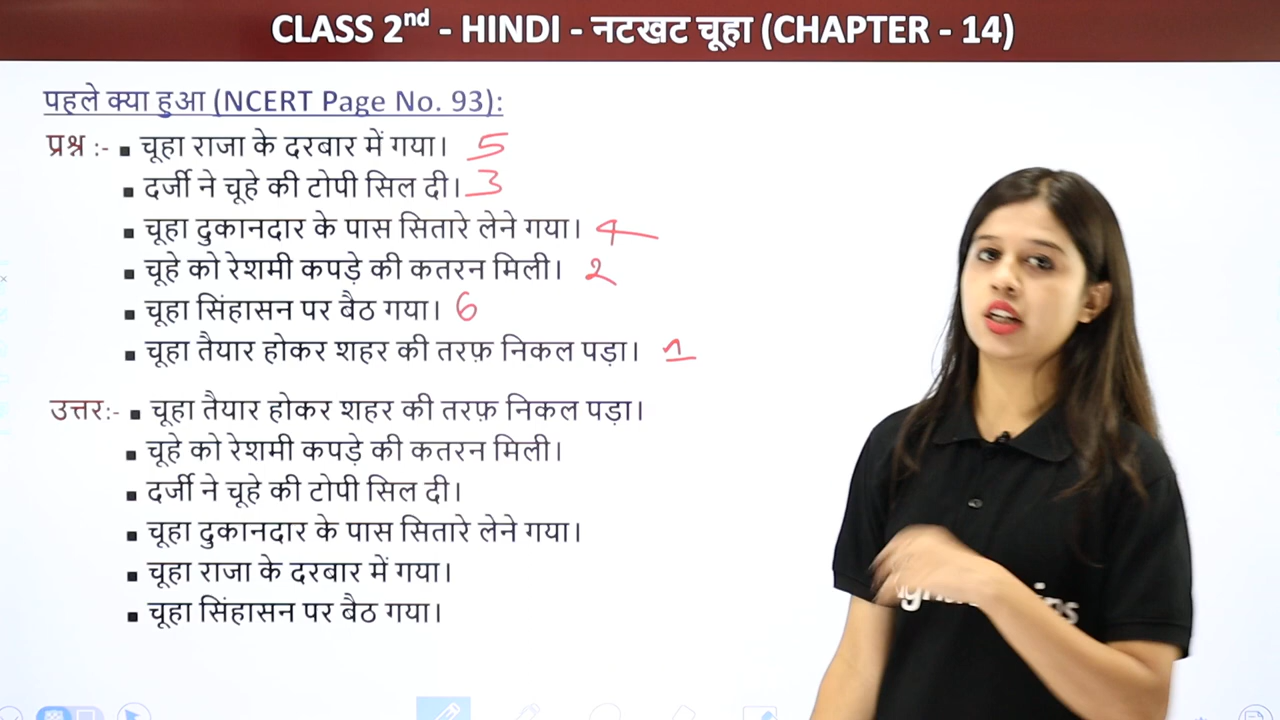 CLASS 2nd - HINDI - नटखट चूहा (CHAPTER - 14)
पहले क्या हुआ (NCERT Page No. 93):
प्रश्न :- ▪ चूहा राजा के दरबार में गया। 5
▪ दर्जी ने चूहे की टोपी सिल दी। 3
▪ चूहा दुकानदार के पास सितारे लेने गया। 4
▪ चूहे को रेशमी कपड़े की कतरन मिली। 2
▪ चूहा सिंहासन पर बैठ गया। 6
▪ चूहा तैयार होकर शहर की तरफ़ निकल पड़ा। 1
उत्तर:- ▪ चूहा तैयार होकर शहर की तरफ़ निकल पड़ा।
▪ चूहे को रेशमी कपड़े की कतरन मिली।
▪ दर्जी ने चूहे की टोपी सिल दी।
▪ चूहा दुकानदार के पास सितारे लेने गया।
▪ चूहा राजा के दरबार में गया।
▪ चूहा सिंहासन पर बैठ गया।